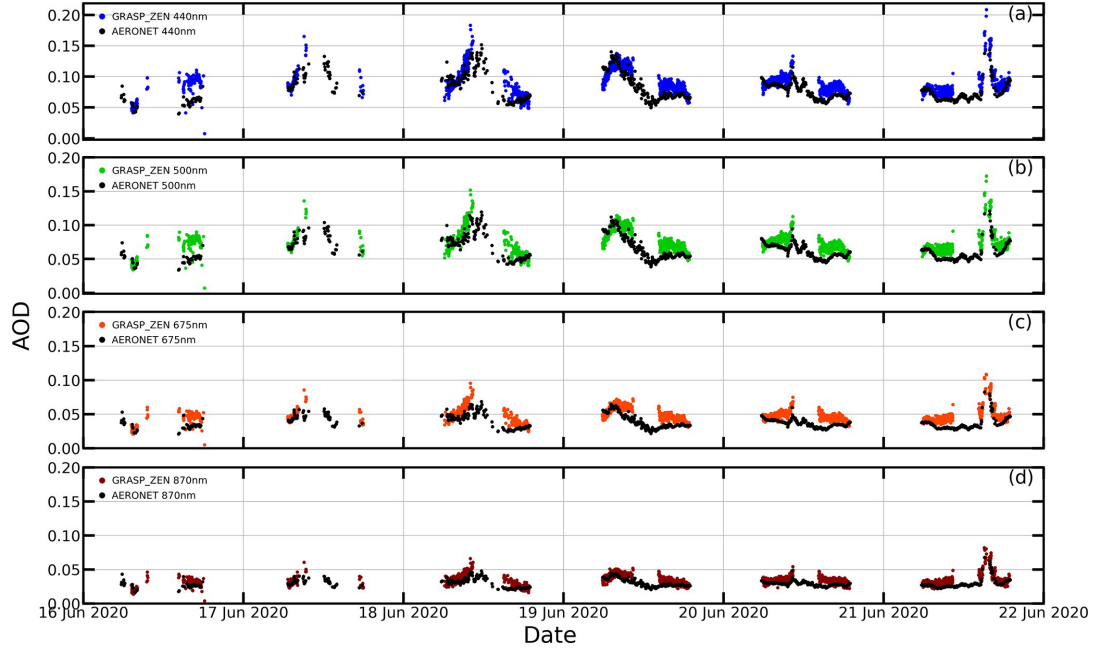 0.20
GRASP_ZEN 440nm
(a)
AERONET 440nm
0.15
0.10
0.05
0.00
0.20
GRASP_ZEN 500nm
(b)
AERONET 500nm
0.15
0.10
0.05
0.00
AOD
0.20
GRASP_ZEN 675nm
(c)
AERONET 675nm
0.15
0.10
0.05
0.00
0.20
GRASP_ZEN 870nm
(d)
AERONET 870nm
0.15
0.10
0.05
0.00
16 Jun 2020 17 Jun 2020 18 Jun 2020 19 Jun 2020 20 Jun 2020 21 Jun 2020 22 Jun 2020
Date